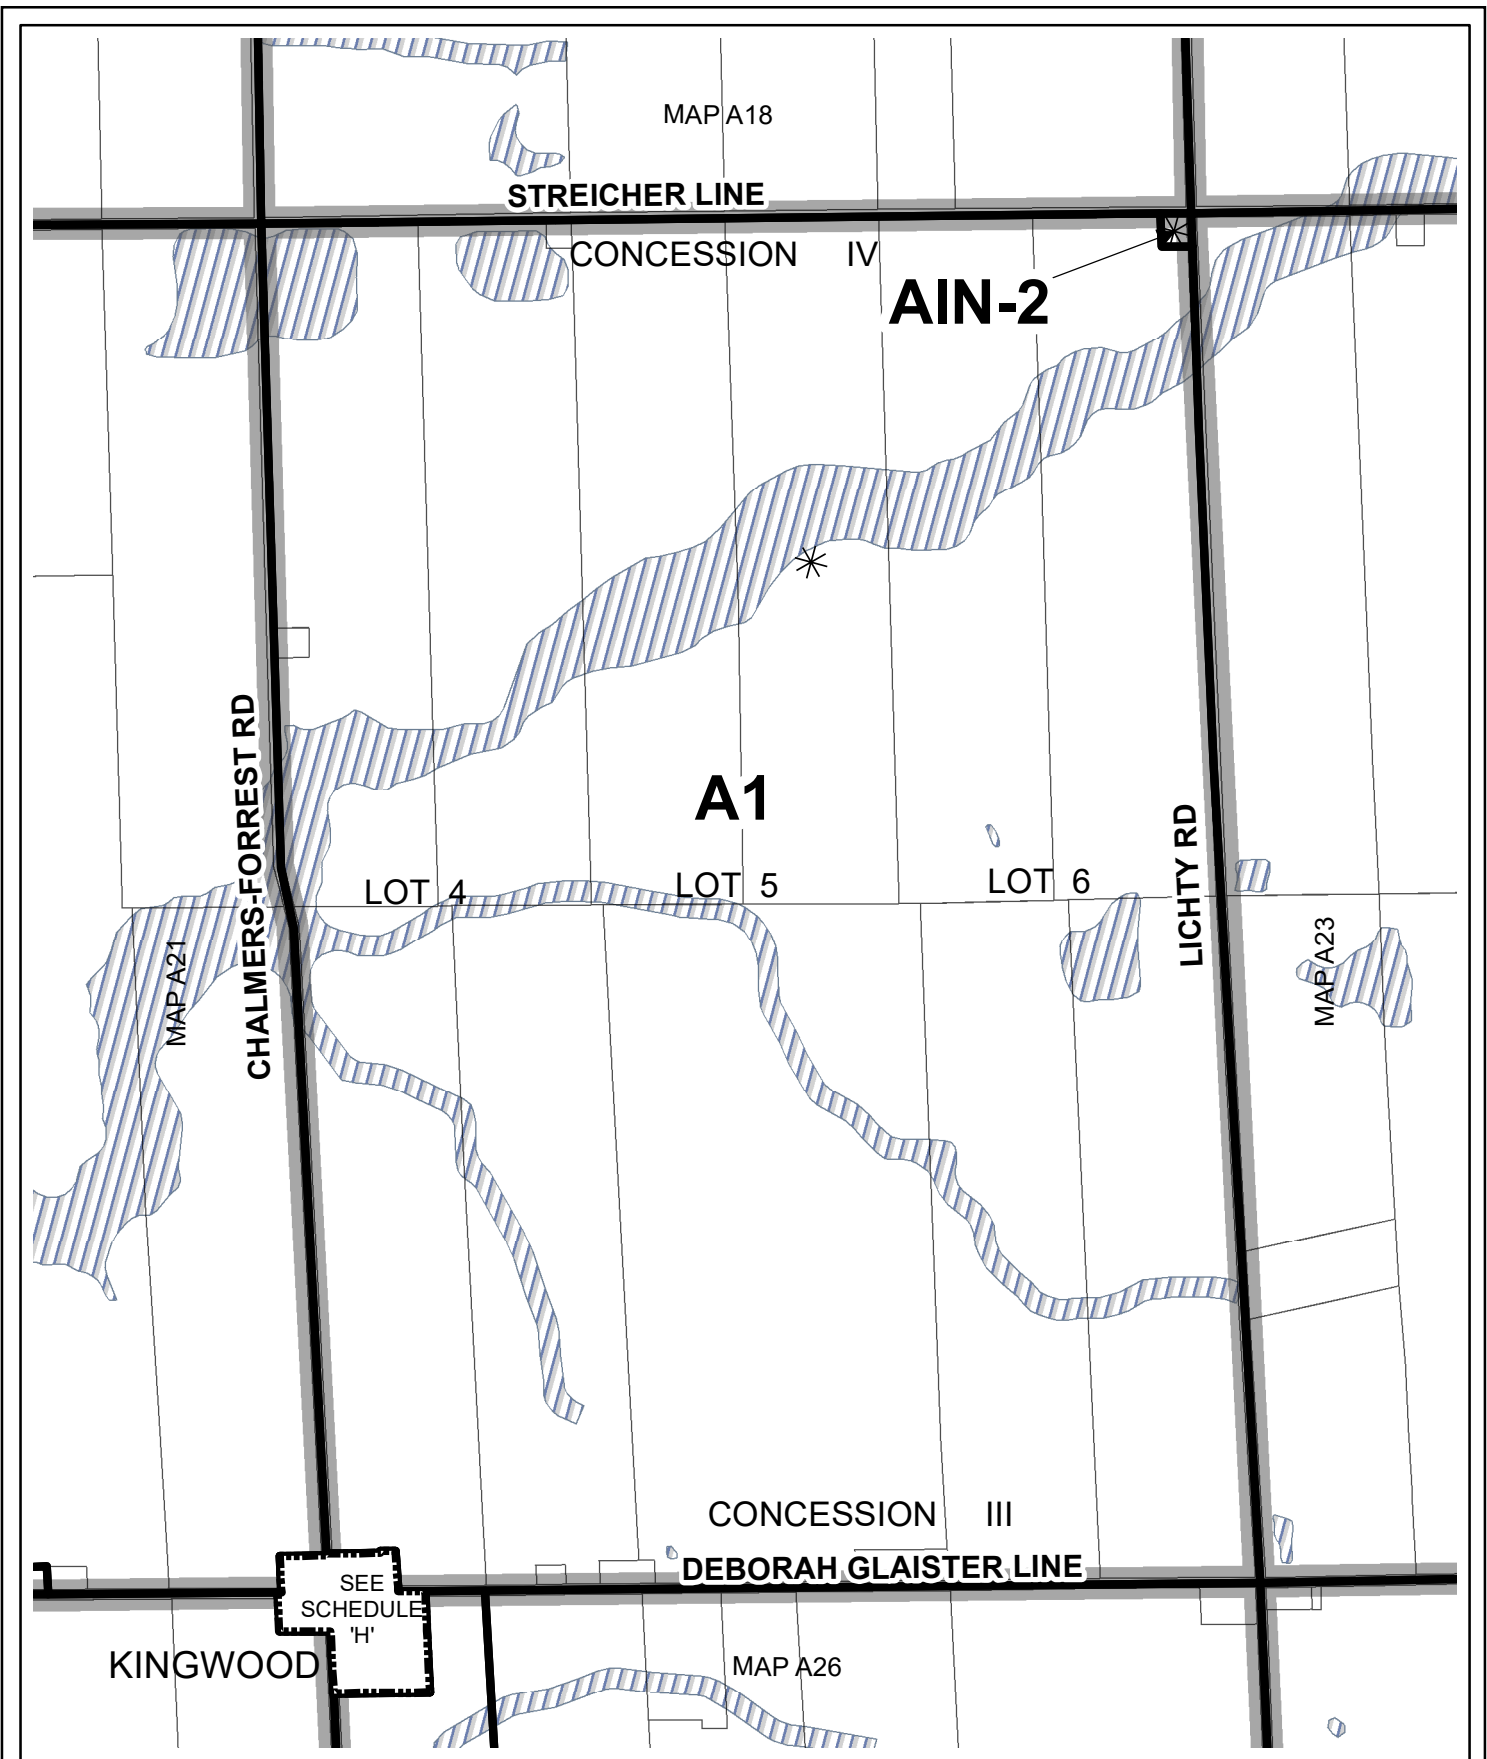 MAP A18
STREICHER LINE
CONCESSION IV
AIN-2
CHALMERS-FORREST RD
A1
LICHTY RD
LOT 4
LOT 5
LOT 6
MAP A21
MAP A23
CONCESSION III
DEBORAH GLAISTER LINE
SEE
SCHEDULE
'H'
KINGWOOD
MAP A26